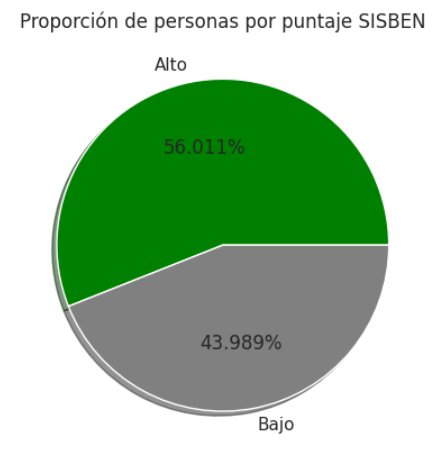 Proporción de personas por puntaje SISBEN
Alto
56.011%
43.989%
Bajo